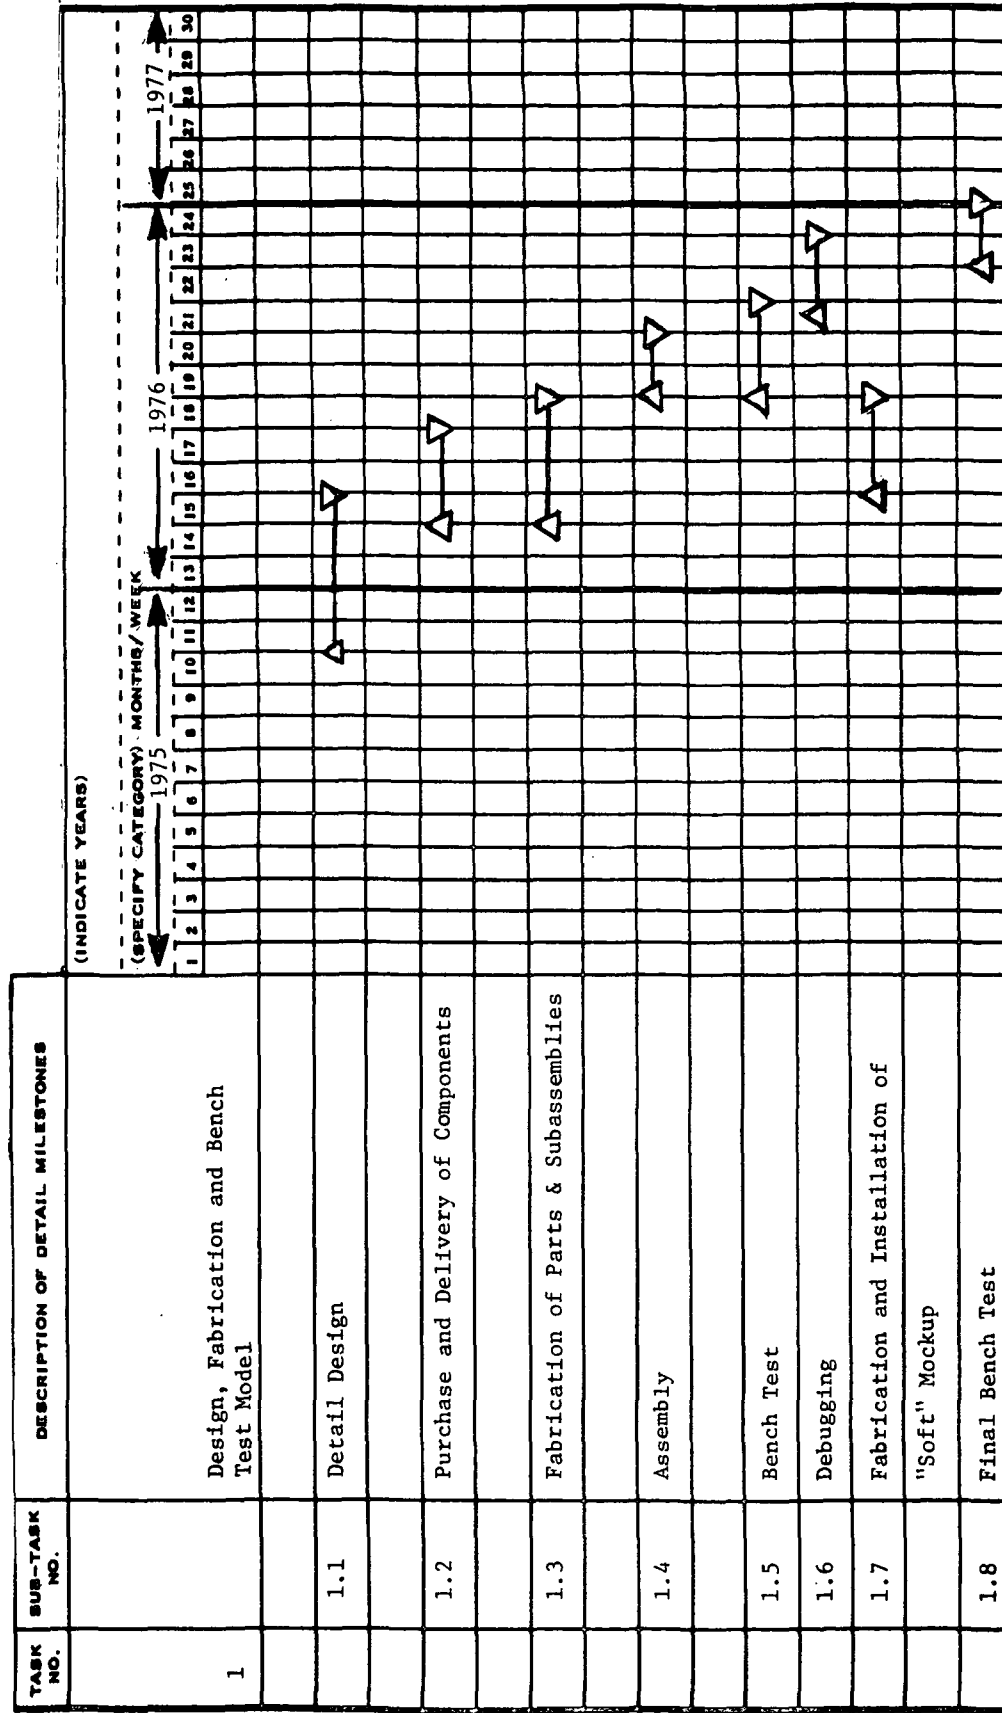 TASK NO.
SUB-TASK NO.
DESCRIPTION OF DETAIL MILESTONES
(INDICATE YEARS)
(SPECIFY CATEGORY) MONTHS/WEEK
1975 1976 1977
1 2 3 4 5 6 7 8 9 10 11 12 13 14 15 16 17 18 19 20 21 22 23 24 25 26 27 28 29 30
1 Design, Fabrication and Bench
Test Model
1.1 Detail Design
1.2 Purchase and Delivery of Components
1.3 Fabrication of Parts & Subassemblies
1.4 Assembly
1.5 Bench Test
1.6 Debugging
1.7 Fabrication and Installation of
"Soft" Mockup
1.8 Final Bench Test